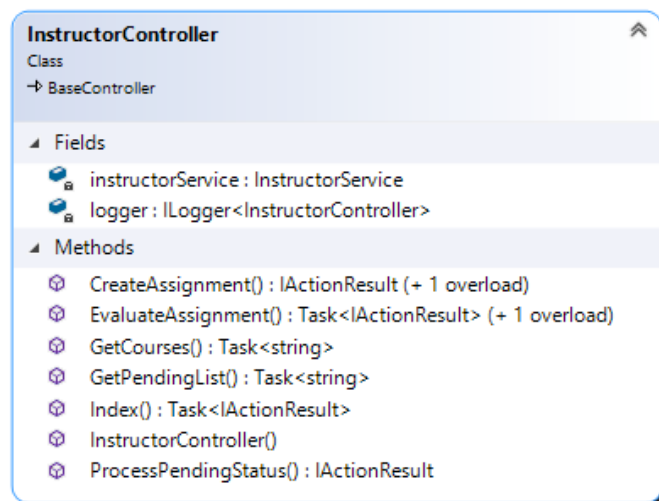 InstructorController
Class
BaseController
Fields
instructorService : InstructorService
logger : ILogger<InstructorController>
Methods
CreateAssignment() : IActionResult (+ 1 overload)
EvaluateAssignment() : Task<IActionResult> (+ 1 overload)
GetCourses() : Task<string>
GetPendingList() : Task<string>
Index() : Task<IActionResult>
InstructorController()
ProcessPendingStatus() : IActionResult